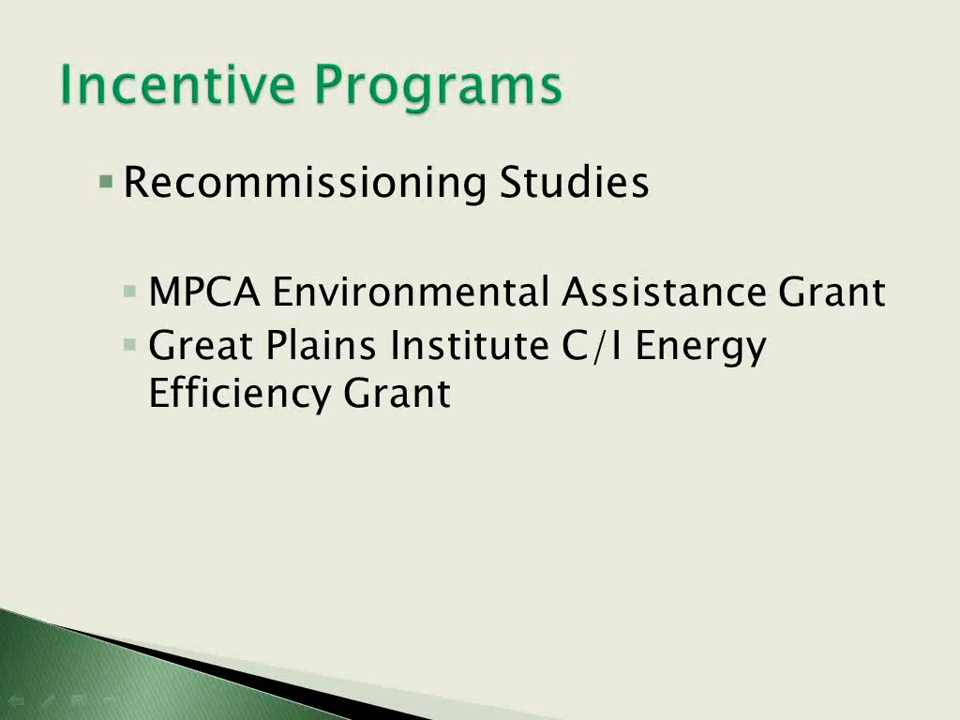 Incentive Programs
Recommissioning Studies
MPCA Environmental Assistance Grant
Great Plains Institute C/I Energy
Efficiency Grant